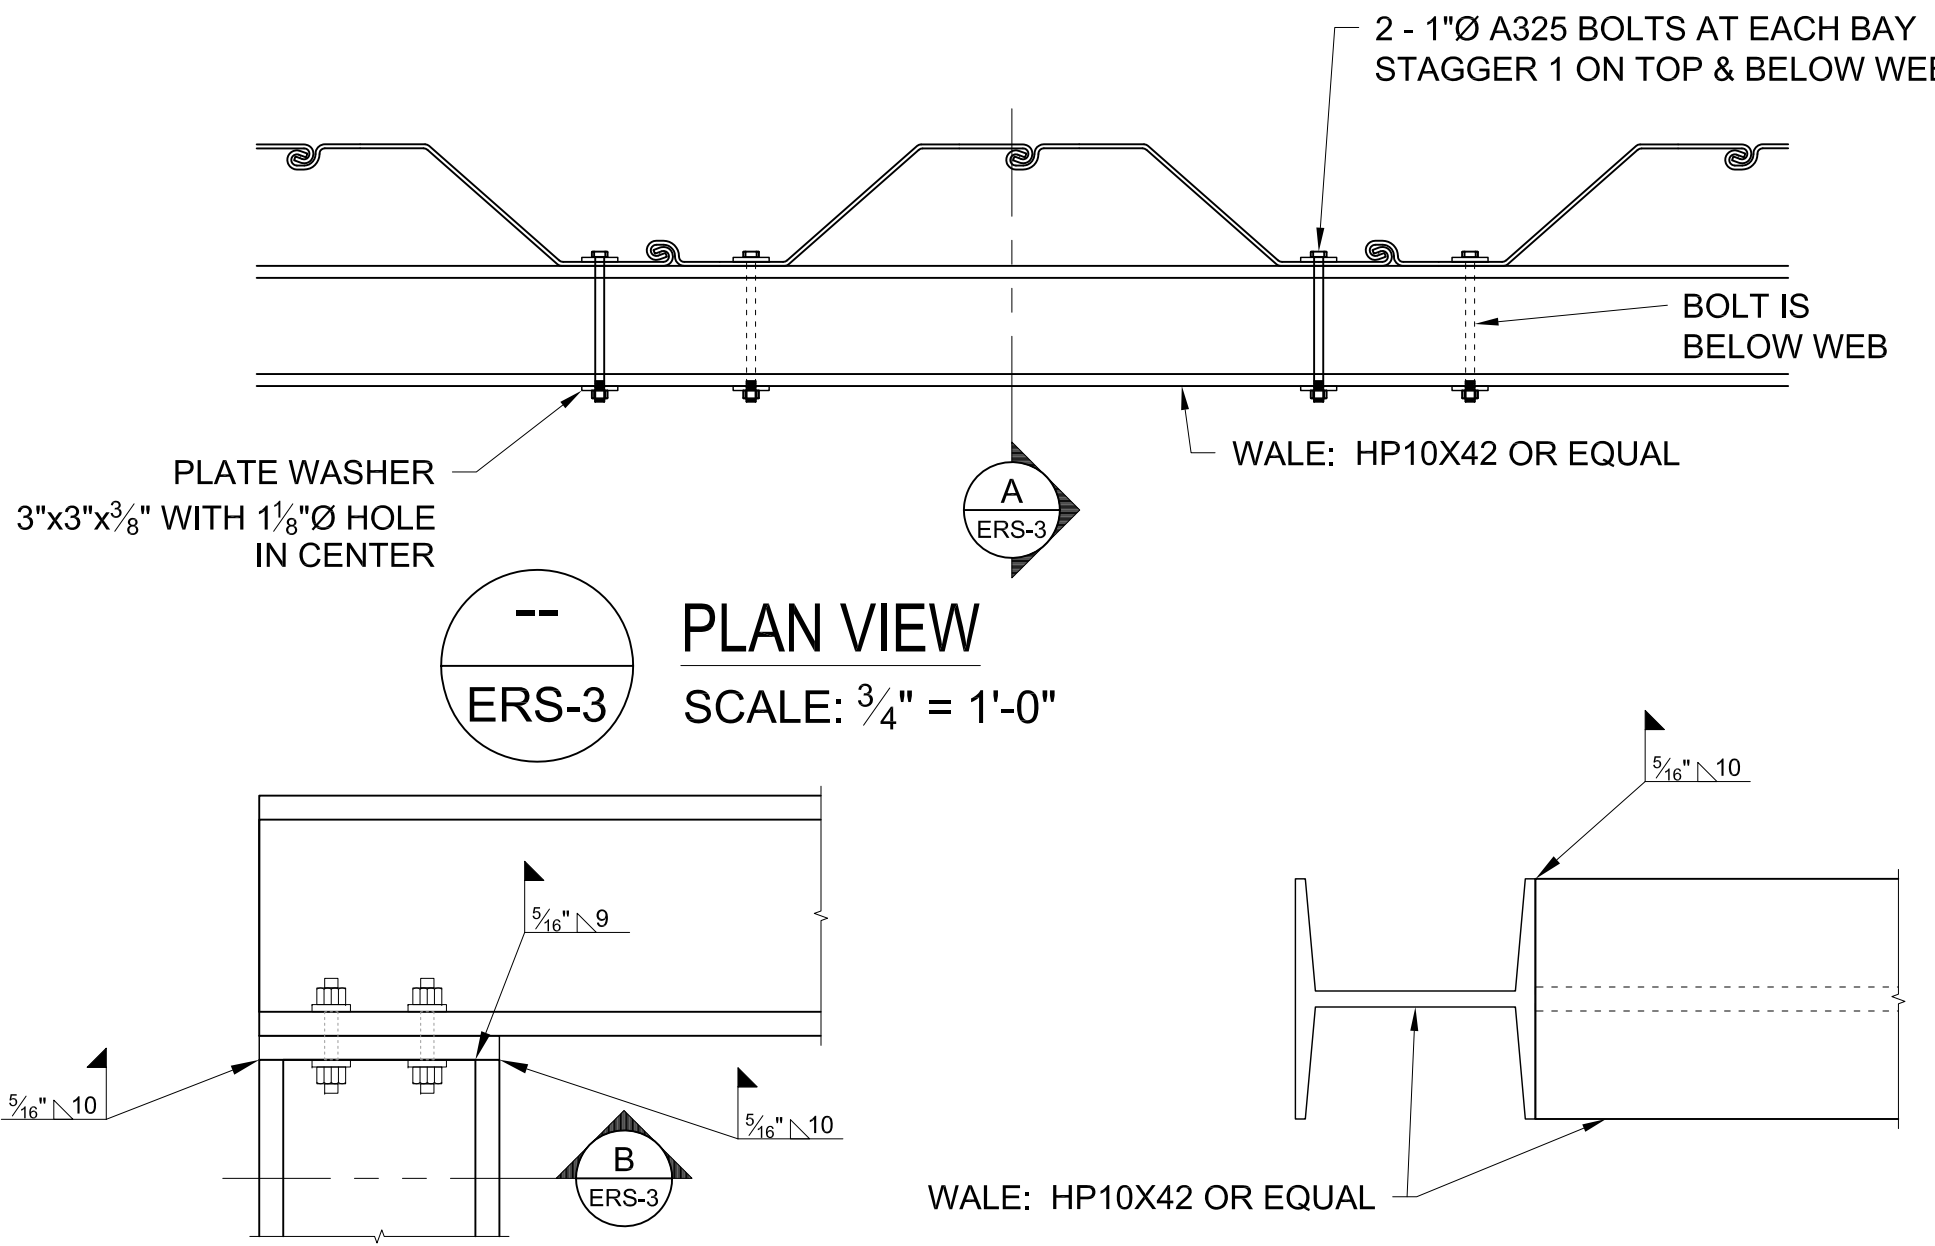 2 - 1"Ø A325 BOLTS AT EACH BAY
STAGGER 1 ON TOP & BELOW WEB
BOLT IS
BELOW WEB
WALE: HP10X42 OR EQUAL
PLATE WASHER
3"x3"x3⁄8" WITH 1 1⁄8"Ø HOLE
IN CENTER
A
ERS-3
--
ERS-3
PLAN VIEW
SCALE: 3⁄4" = 1'-0"
5⁄16" 10
5⁄16" 9
5⁄16" 10
5⁄16" 10
B
ERS-3
WALE: HP10X42 OR EQUAL